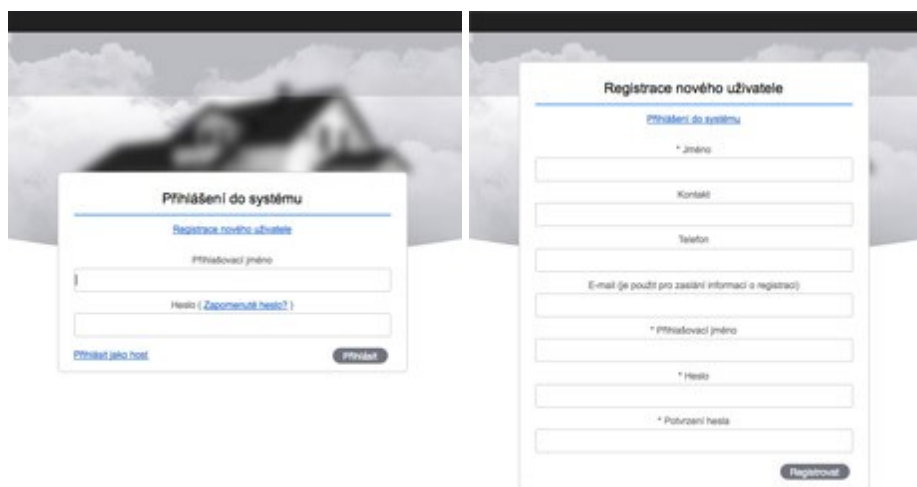 Přihlášení do systému
Registrace nového uživatele
Přihlašovací jméno
Heslo ( Zapomenuté heslo? )
Přihlásit jako host
Přihlásit
Registrace nového uživatele
Přihlášení do systému
* Jméno
Kontakt
Telefon
E-mail (je použit pro zaslání informací o registraci)
* Přihlašovací jméno
* Heslo
* Potvrzení hesla
Registrovat